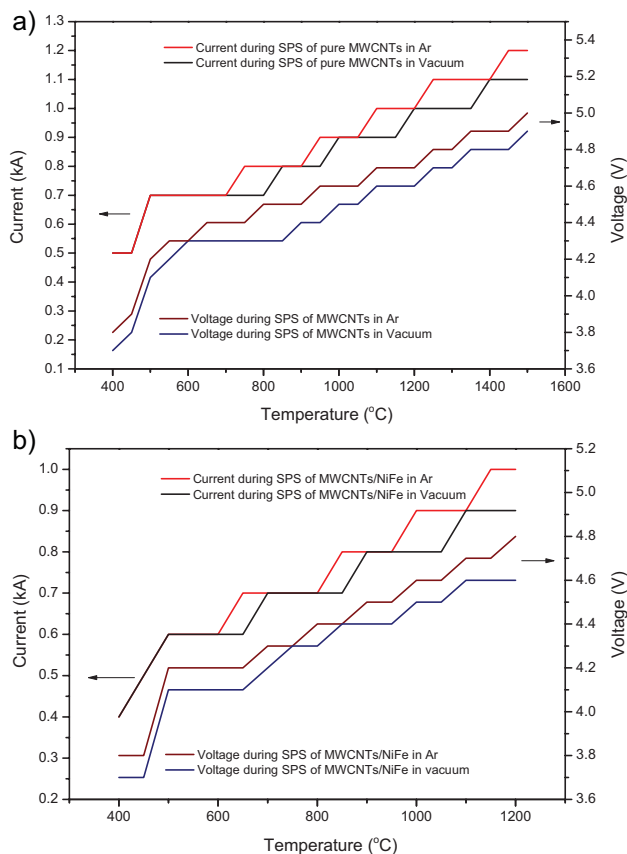 a)
1.3
1.2
1.1
1.0
0.9
0.8
0.7
0.6
0.5
0.4
0.3
0.2
0.1
Current (kA)
Current during SPS of pure MWCNTs in Ar
Current during SPS of pure MWCNTs in Vacuum
Voltage during SPS of MWCNTs in Ar
Voltage during SPS of MWCNTs in Vacuum
5.4
5.2
5.0
4.8
4.6
4.4
4.2
4.0
3.8
3.6
Voltage (V)
400 600 800 1000 1200 1400 1600
Temperature (°C)
b)
1.0
0.9
0.8
0.7
0.6
0.5
0.4
0.3
0.2
Current (kA)
Current during SPS of MWCNTs/NiFe in Ar
Current during SPS of MWCNTs/NiFe in Vacuum
Voltage during SPS of MWCNTs/NiFe in Ar
Voltage during SPS of MWCNTs/NiFe in vacuum
5.2
5.0
4.8
4.6
4.4
4.2
4.0
3.8
3.6
Voltage (V)
400 600 800 1000 1200
Temperature (°C)